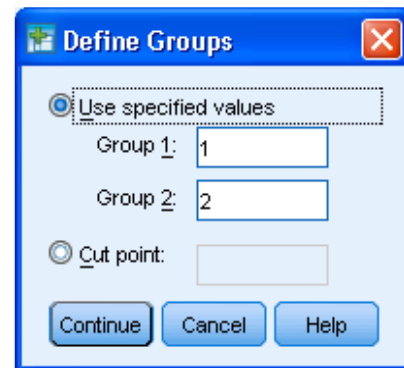 Define Groups
Use specified values
Group 1: 1
Group 2: 2
Cut point:
Continue Cancel Help